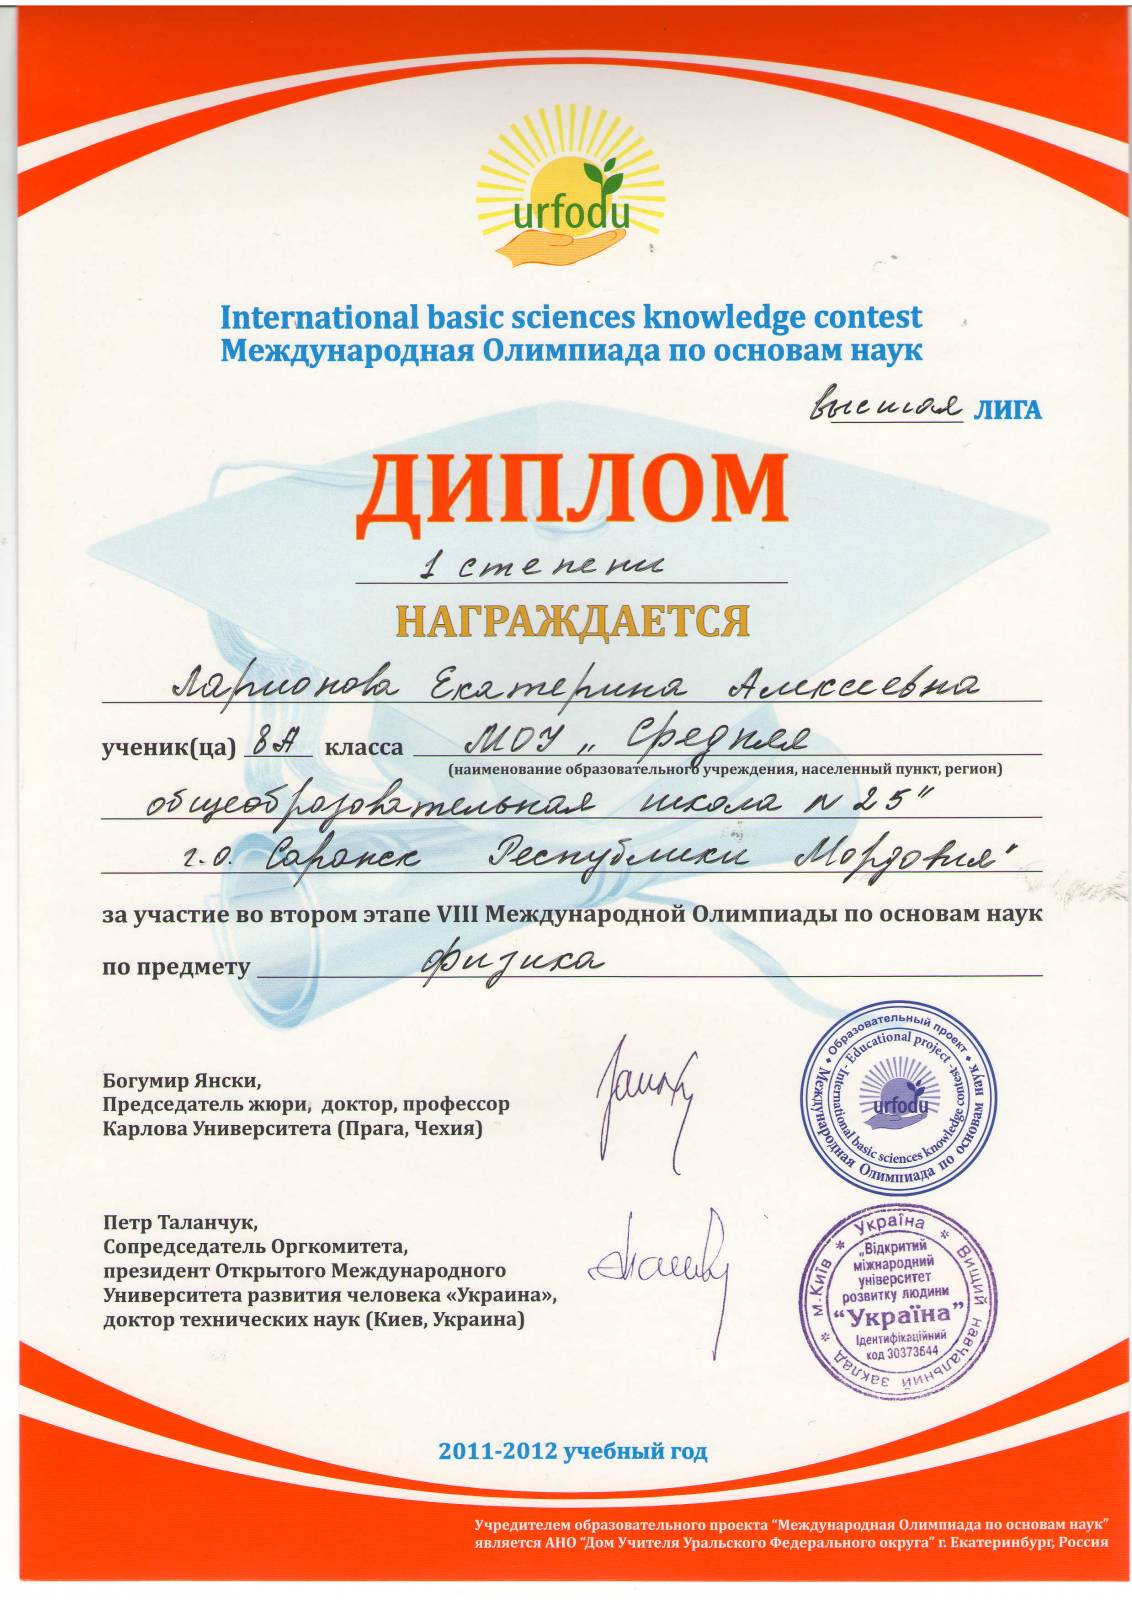 urfodu
International basic sciences knowledge contest
Международная Олимпиада по основам наук
высшая ЛИГА
ДИПЛОМ
1 степени
НАГРАЖДАЕТСЯ
Ларионова Екатерина Алексеевна
ученик(ца) 8А класса МОУ „Средняя
(наименование образовательного учреждения, населенный пункт, регион)
общеобразовательная школа №25"
г.о. Саранск Республики Мордовия"
за участие во втором этапе VIII Международной Олимпиады по основам наук
по предмету физика
Богумир Янски,
Председатель жюри, доктор, профессор
Карлова Университета (Прага, Чехия)
• Образовательный проект •
Международная Олимпиада по основам наук
- Educational project -
International basic sciences knowledge contest
urfodu
Петр Таланчук,
Сопредседатель Оргкомитета,
президент Открытого Международного
Университета развития человека «Украина»,
доктор технических наук (Киев, Украина)
* м.Київ * Україна * Вищий навчальний заклад
„Відкритий
міжнародний
університет
розвитку людини
“Україна”
Ідентифікаційний
код 30373644
2011-2012 учебный год
Учредителем образовательного проекта “Международная Олимпиада по основам наук”
является АНО “Дом Учителя Уральского Федерального округа” г. Екатеринбург, Россия